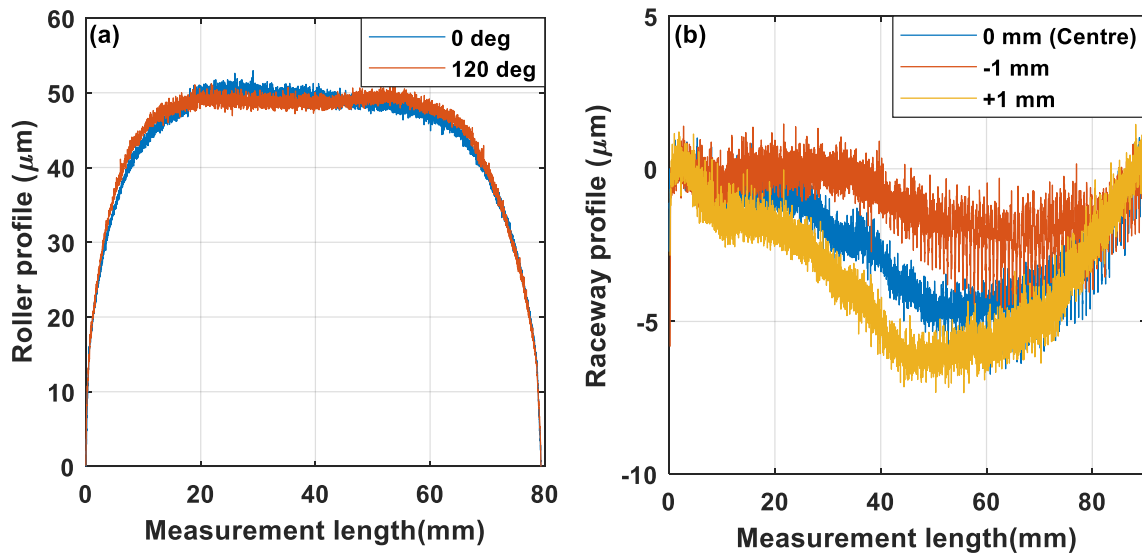 (a)
0 deg
120 deg
Roller profile (μm)
60
50
40
30
20
10
0
0 20 40 60 80
Measurement length(mm)
(b)
0 mm (Centre)
-1 mm
+1 mm
Raceway profile (μm)
5
0
-5
-10
0 20 40 60 80
Measurement length(mm)